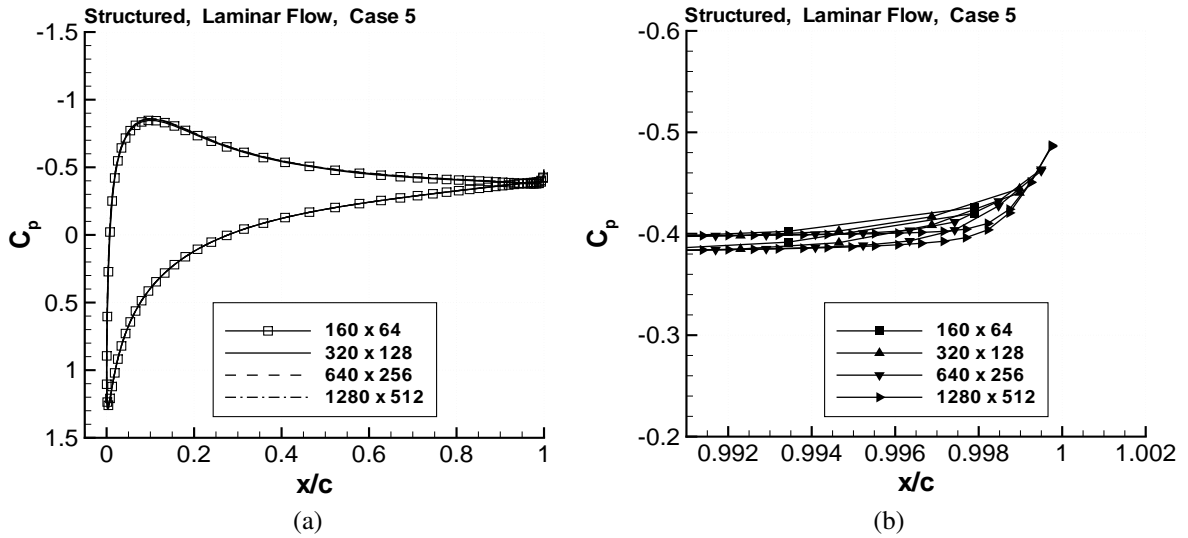 Structured, Laminar Flow, Case 5
-1.5
-1
-0.5
0
0.5
1
1.5
Cp
0
0.2
0.4
0.6
0.8
1
x/c
160 x 64
320 x 128
640 x 256
1280 x 512
(a)
Structured, Laminar Flow, Case 5
-0.6
-0.5
-0.4
-0.3
-0.2
Cp
0.992
0.994
0.996
0.998
1
1.002
x/c
160 x 64
320 x 128
640 x 256
1280 x 512
(b)